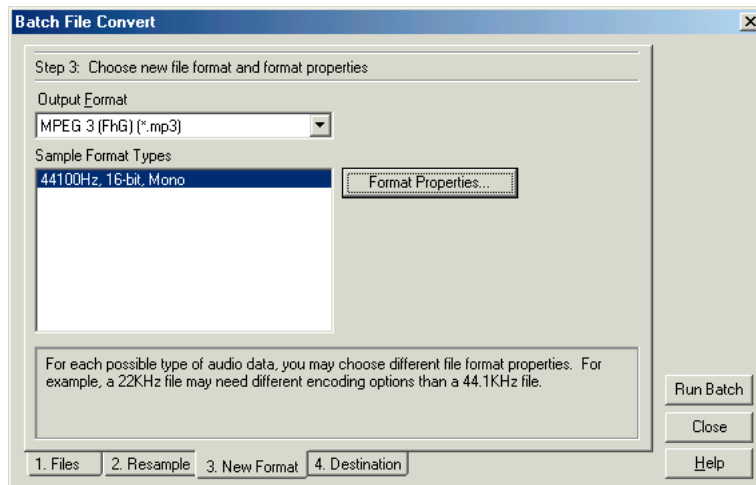 Batch File Convert
Step 3: Choose new file format and format properties
Output Format
MPEG 3 (FhG) (*.mp3)
Sample Format Types
44100Hz, 16-bit, Mono
Format Properties...
For each possible type of audio data, you may choose different file format properties. For
example, a 22KHz file may need different encoding options than a 44.1KHz file.
Run Batch
Close
Help
1. Files
2. Resample
3. New Format
4. Destination